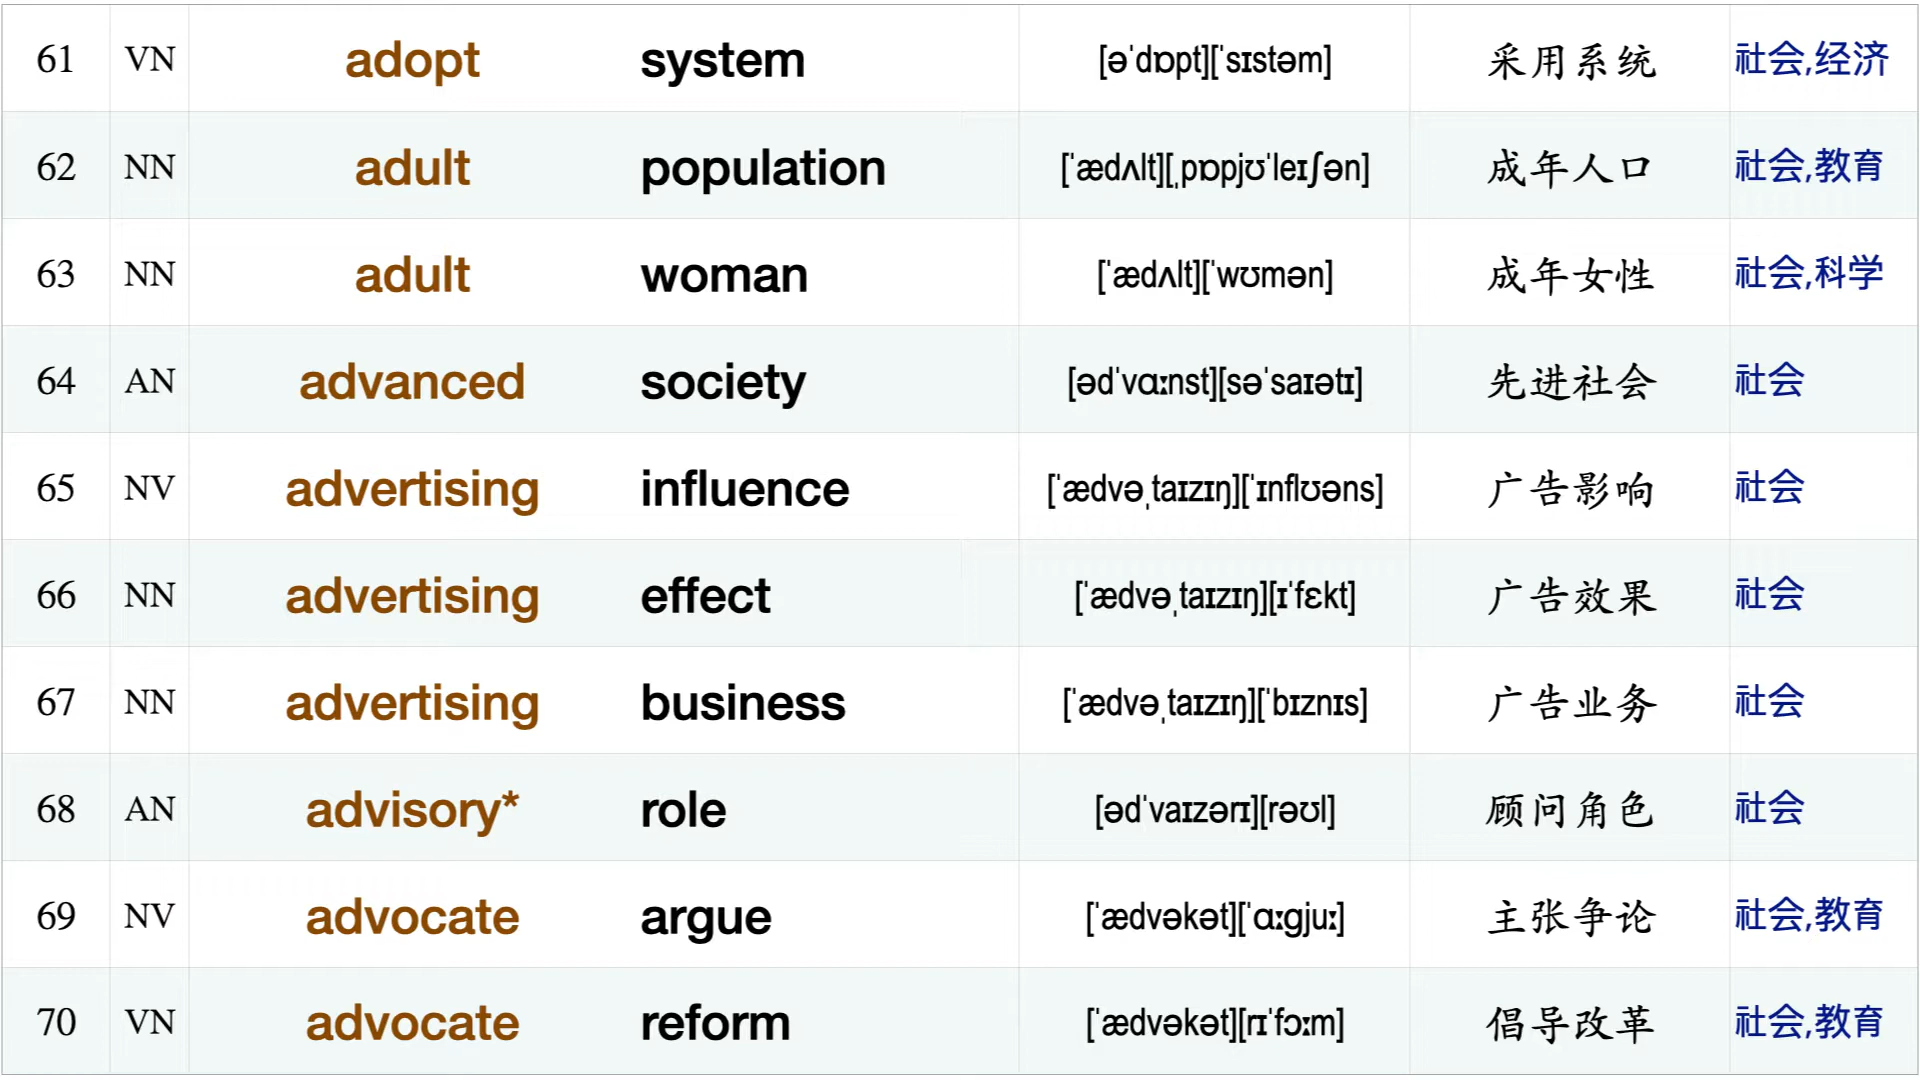 61 VN adopt system [əˈdɒpt][ˈsɪstəm] 采用系统 社会,经济
62 NN adult population [ˈædʌlt][ˌpɒpjʊˈleɪʃən] 成年人口 社会,教育
63 NN adult woman [ˈædʌlt][ˈwʊmən] 成年女性 社会,科学
64 AN advanced society [ədˈvɑːnst][səˈsaɪətɪ] 先进社会 社会
65 NV advertising influence [ˈædvəˌtaɪzɪŋ][ˈɪnflʊəns] 广告影响 社会
66 NN advertising effect [ˈædvəˌtaɪzɪŋ][ɪˈfɛkt] 广告效果 社会
67 NN advertising business [ˈædvəˌtaɪzɪŋ][ˈbɪznɪs] 广告业务 社会
68 AN advisory* role [ədˈvaɪzərɪ][rəʊl] 顾问角色 社会
69 NV advocate argue [ˈædvəkət][ˈɑːgjuː] 主张争论 社会,教育
70 VN advocate reform [ˈædvəkət][rɪˈfɔːm] 倡导改革 社会,教育